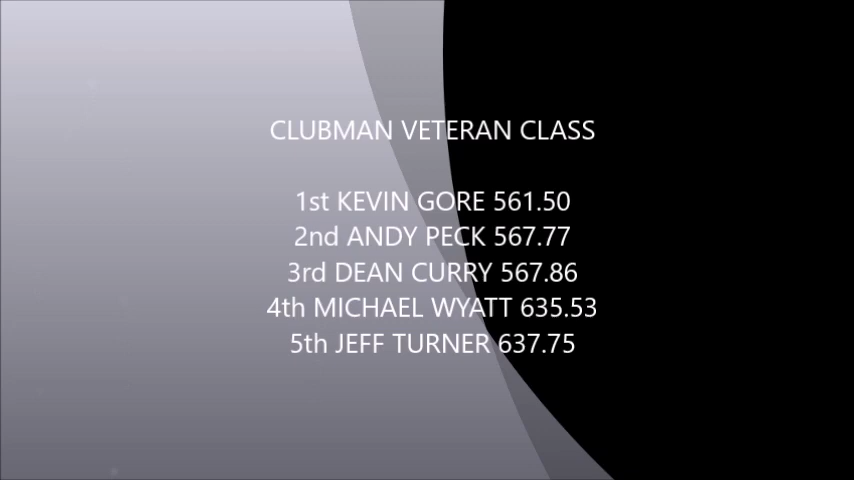 CLUBMAN VETERAN CLASS
1st KEVIN GORE 561.50
2nd ANDY PECK 567.77
3rd DEAN CURRY 567.86
4th MICHAEL WYATT 635.53
5th JEFF TURNER 637.75